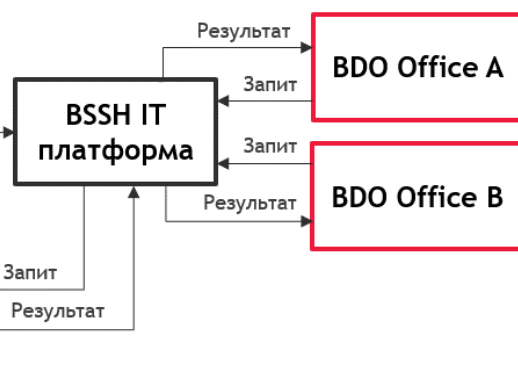 Результат
BDO Office A
Запит
BSSH IT
платформа
Запит
BDO Office B
Результат
Запит
Результат